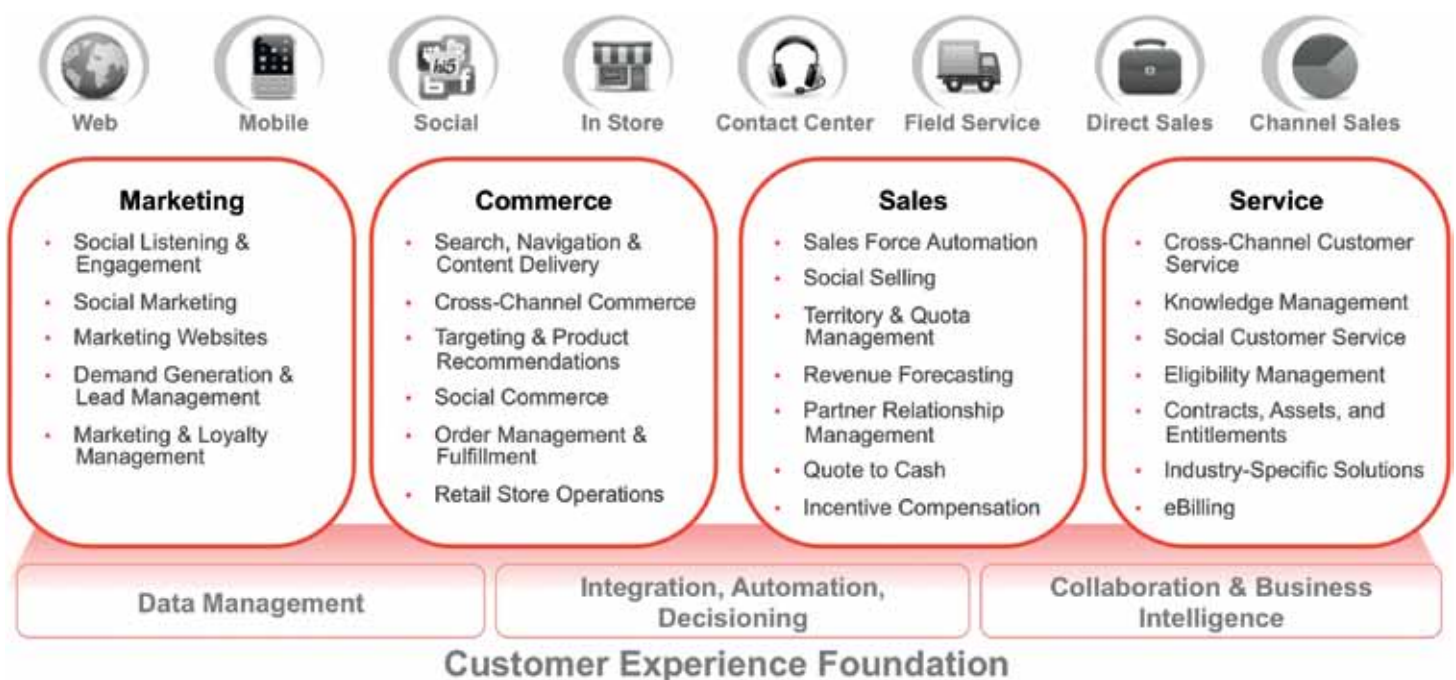 hi5
f
Web
Mobile
Social
In Store
Contact Center
Field Service
Direct Sales
Channel Sales
Marketing
• Social Listening &
Engagement
• Social Marketing
• Marketing Websites
• Demand Generation &
Lead Management
• Marketing & Loyalty
Management
Commerce
• Search, Navigation &
Content Delivery
• Cross-Channel Commerce
• Targeting & Product
Recommendations
• Social Commerce
• Order Management &
Fulfillment
• Retail Store Operations
Sales
• Sales Force Automation
• Social Selling
• Territory & Quota
Management
• Revenue Forecasting
• Partner Relationship
Management
• Quote to Cash
• Incentive Compensation
Service
• Cross-Channel Customer
Service
• Knowledge Management
• Social Customer Service
• Eligibility Management
• Contracts, Assets, and
Entitlements
• Industry-Specific Solutions
• eBilling
Data Management
Integration, Automation,
Decisioning
Collaboration & Business
Intelligence
Customer Experience Foundation